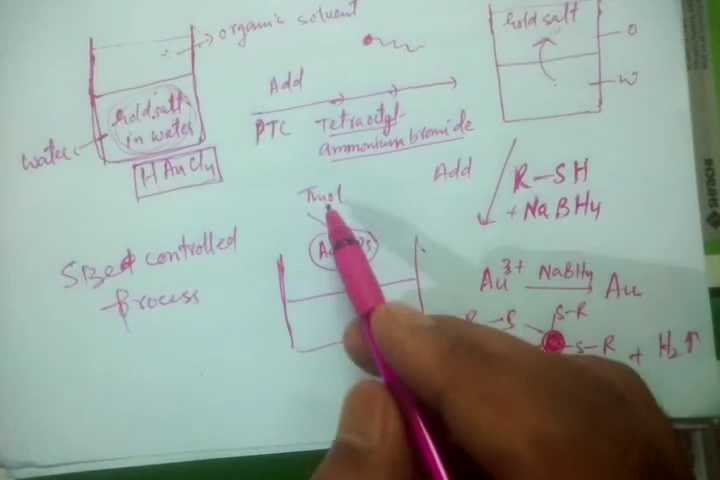 organic solvent
gold salt
in water
water
HAuCl4
Add
PTC Tetraoctyl-
ammonium bromide
gold salt
O
W
Add R-SH
+ NaBH4
Thiol
Size controlled
process
Au3+ NaBH4 Au
R-S
S-R
S-R + H2↑